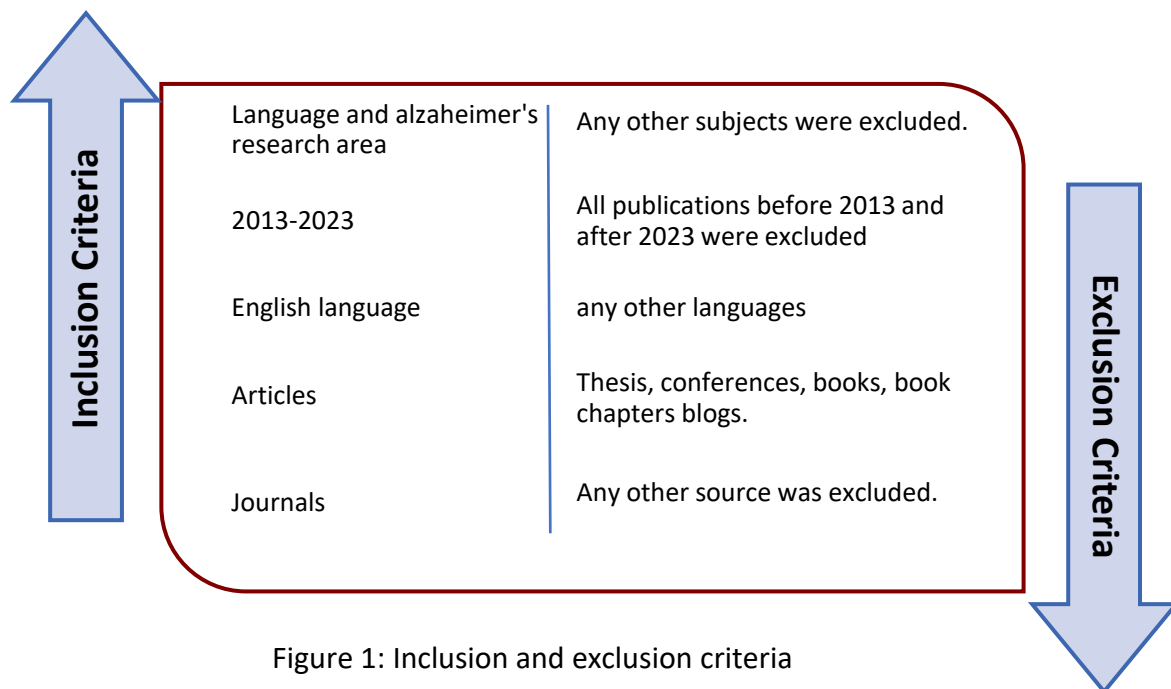 Inclusion Criteria
Language and alzaheimer's
research area
Any other subjects were excluded.
2013-2023
All publications before 2013 and
after 2023 were excluded
English language
any other languages
Articles
Thesis, conferences, books, book
chapters blogs.
Journals
Any other source was excluded.
Exclusion Criteria
Figure 1: Inclusion and exclusion criteria